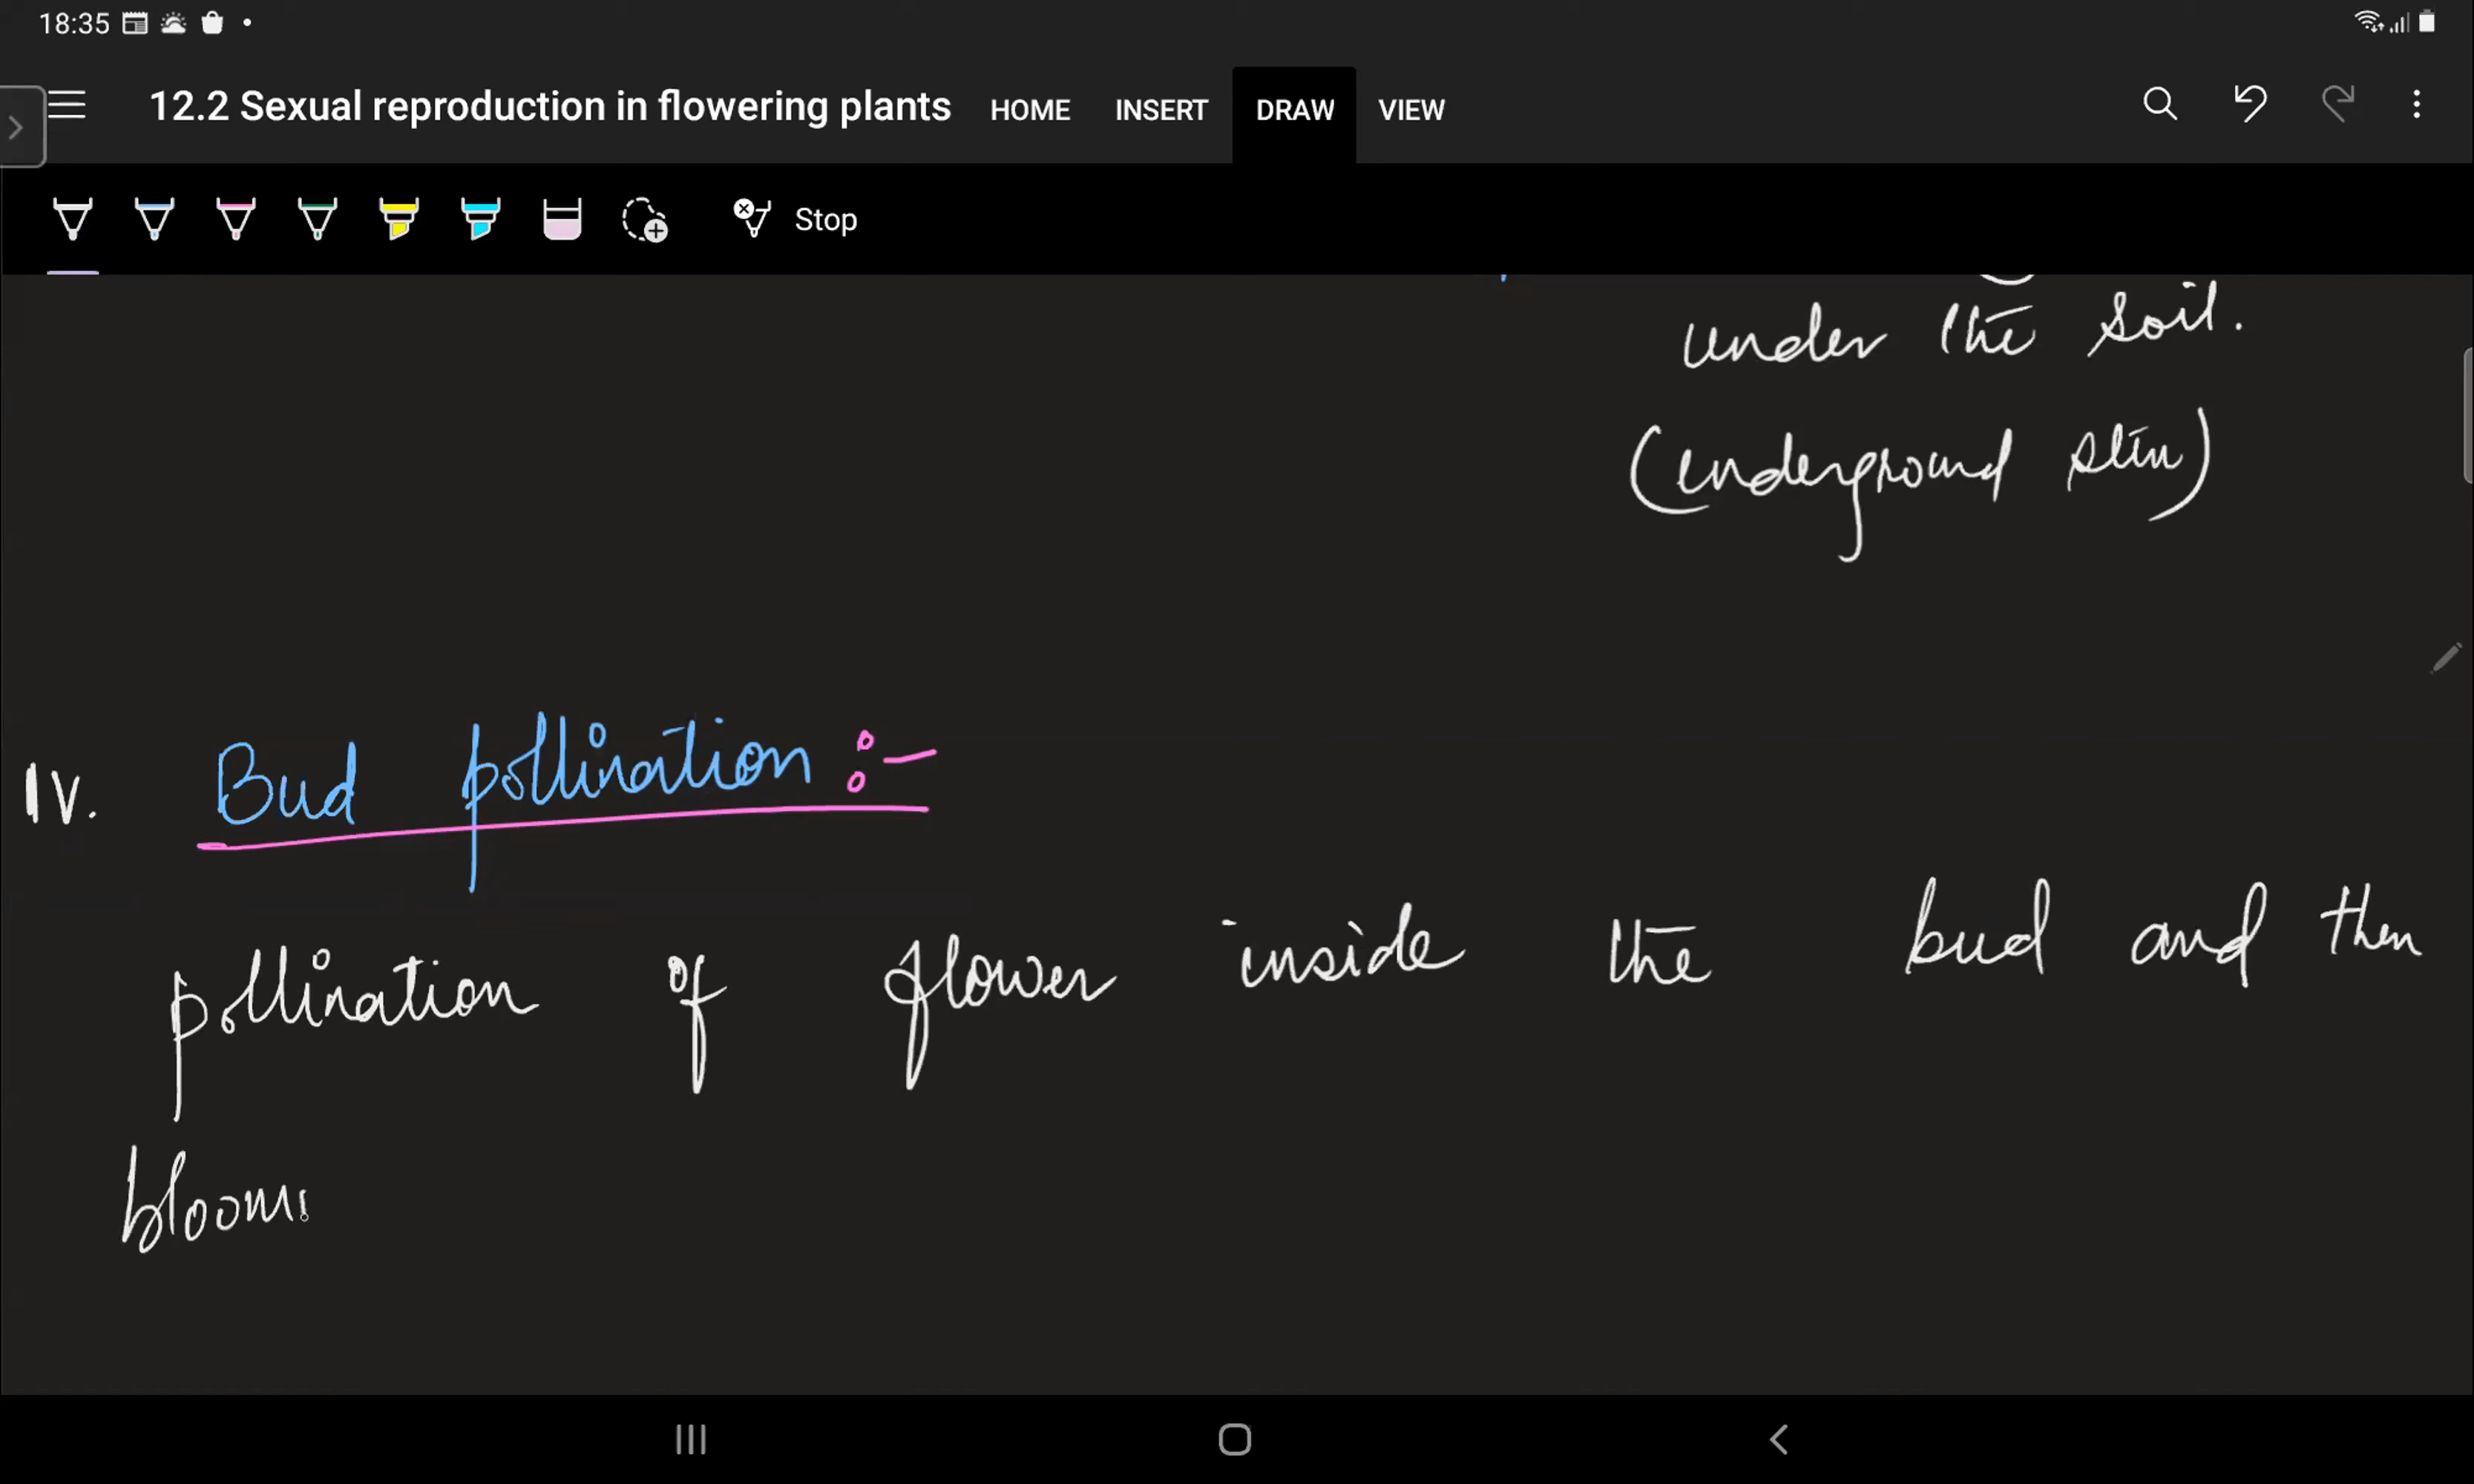 18:35
12.2 Sexual reproduction in flowering plants HOME INSERT DRAW VIEW
Stop
under the soil.
(underground stem)
IV. Bud pollination :-
pollination of flower inside the bud and then
blooms